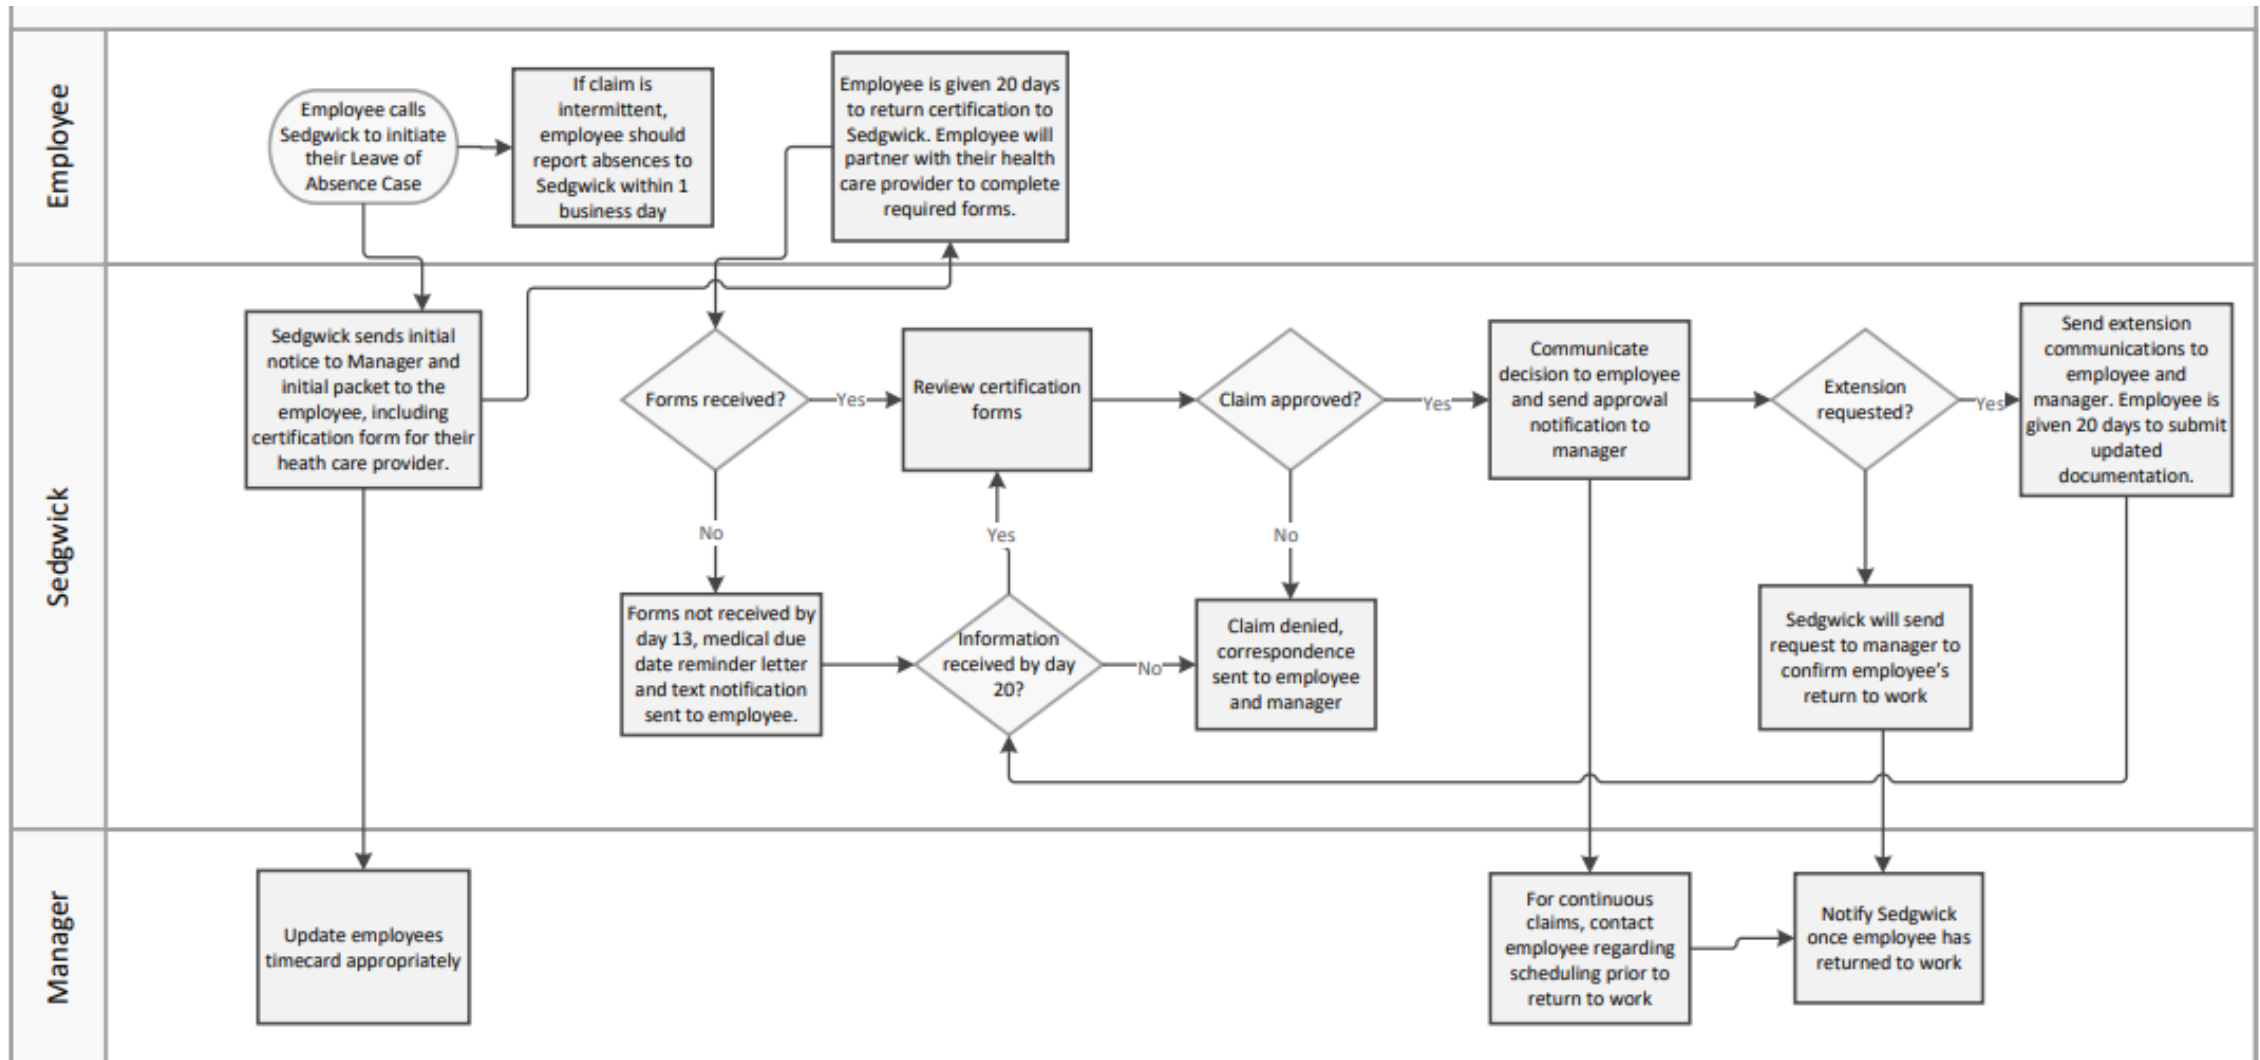 Employee
Employee calls
Sedgwick to initiate
their Leave of
Absence Case
If claim is
intermittent,
employee should
report absences to
Sedgwick within 1
business day
Employee is given 20 days
to return certification to
Sedgwick. Employee will
partner with their health
care provider to complete
required forms.
Sedgwick
Sedgwick sends initial
notice to Manager and
initial packet to the
employee, including
certification form for their
heath care provider.
Forms received?
Yes
Review certification
forms
Claim approved?
Yes
Communicate
decision to employee
and send approval
notification to
manager
Extension
requested?
Yes
Send extension
communications to
employee and
manager. Employee is
given 20 days to submit
updated
documentation.
No
Yes
No
Forms not received by
day 13, medical due
date reminder letter
and text notification
sent to employee.
Information
received by day
20?
No
Claim denied,
correspondence
sent to employee
and manager
Sedgwick will send
request to manager to
confirm employee's
return to work
Manager
Update employees
timecard appropriately
For continuous
claims, contact
employee regarding
scheduling prior to
return to work
Notify Sedgwick
once employee has
returned to work